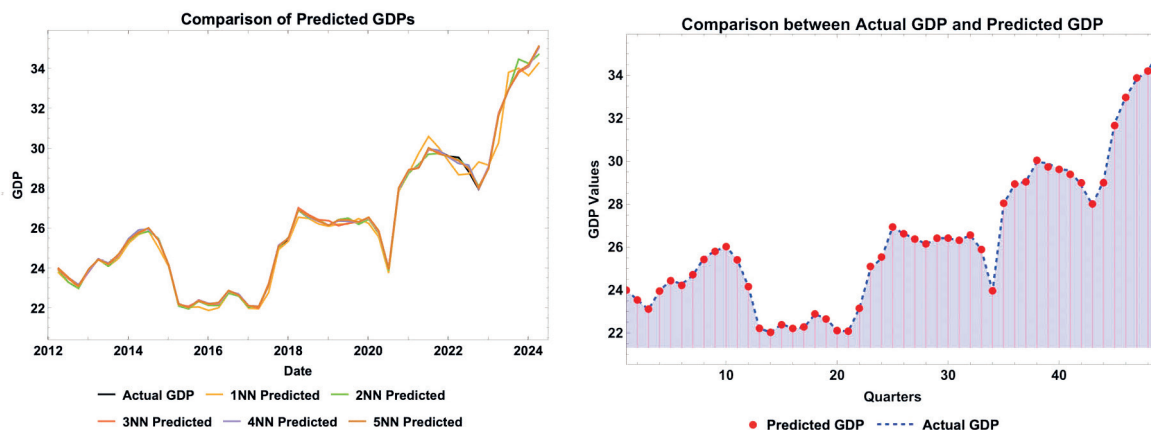 Comparison of Predicted GDPs
GDP
34
32
30
28
26
24
22
2012 2014 2016 2018 2020 2022 2024
Date
Actual GDP 1NN Predicted 2NN Predicted
3NN Predicted 4NN Predicted 5NN Predicted
Comparison between Actual GDP and Predicted GDP
GDP Values
34
32
30
28
26
24
22
10 20 30 40
Quarters
Predicted GDP Actual GDP